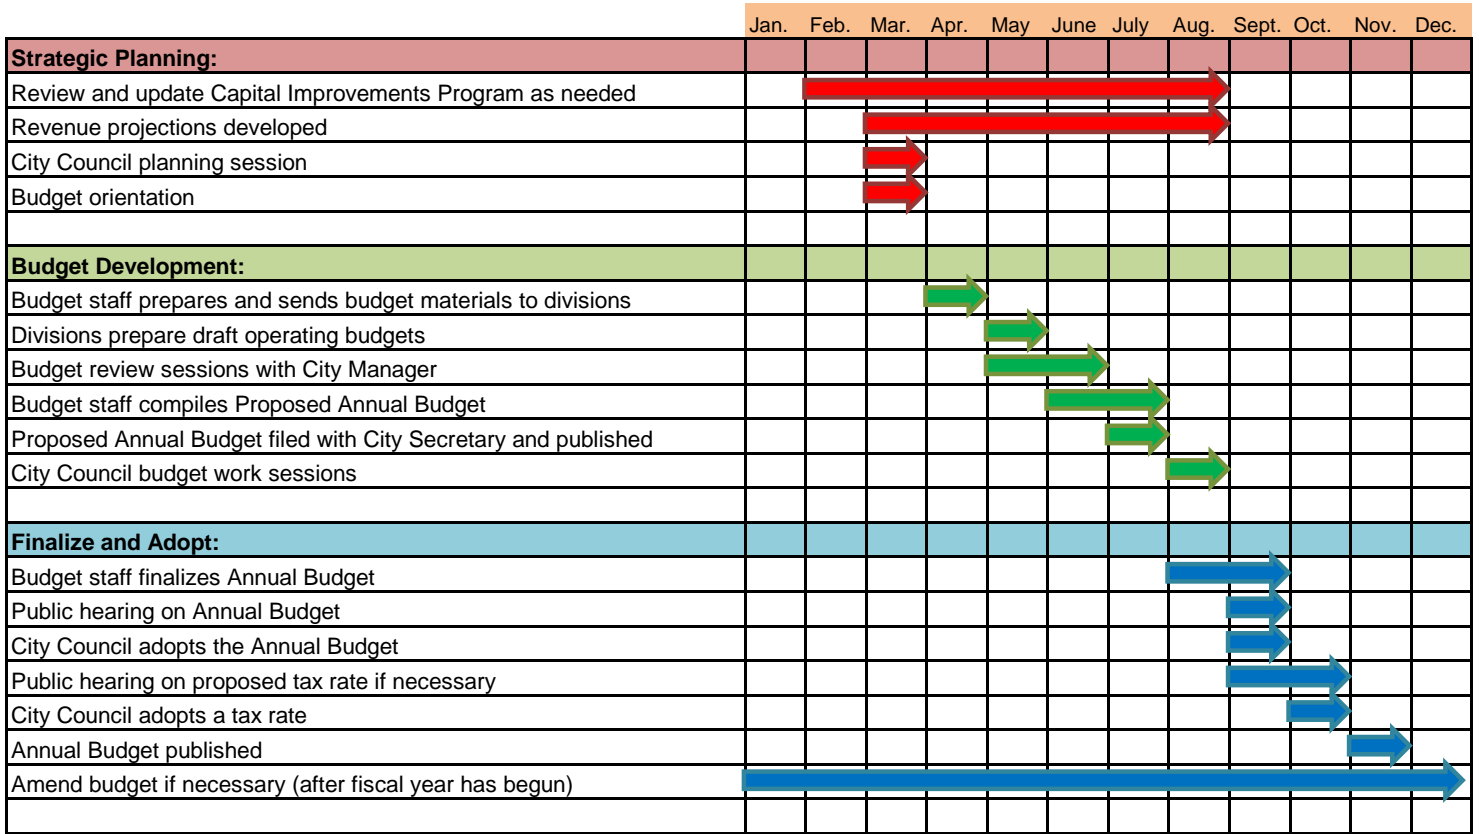 Jan. Feb. Mar. Apr. May June July Aug. Sept. Oct. Nov. Dec.
Strategic Planning:
Review and update Capital Improvements Program as needed
Revenue projections developed
City Council planning session
Budget orientation
Budget Development:
Budget staff prepares and sends budget materials to divisions
Divisions prepare draft operating budgets
Budget review sessions with City Manager
Budget staff compiles Proposed Annual Budget
Proposed Annual Budget filed with City Secretary and published
City Council budget work sessions
Finalize and Adopt:
Budget staff finalizes Annual Budget
Public hearing on Annual Budget
City Council adopts the Annual Budget
Public hearing on proposed tax rate if necessary
City Council adopts a tax rate
Annual Budget published
Amend budget if necessary (after fiscal year has begun)